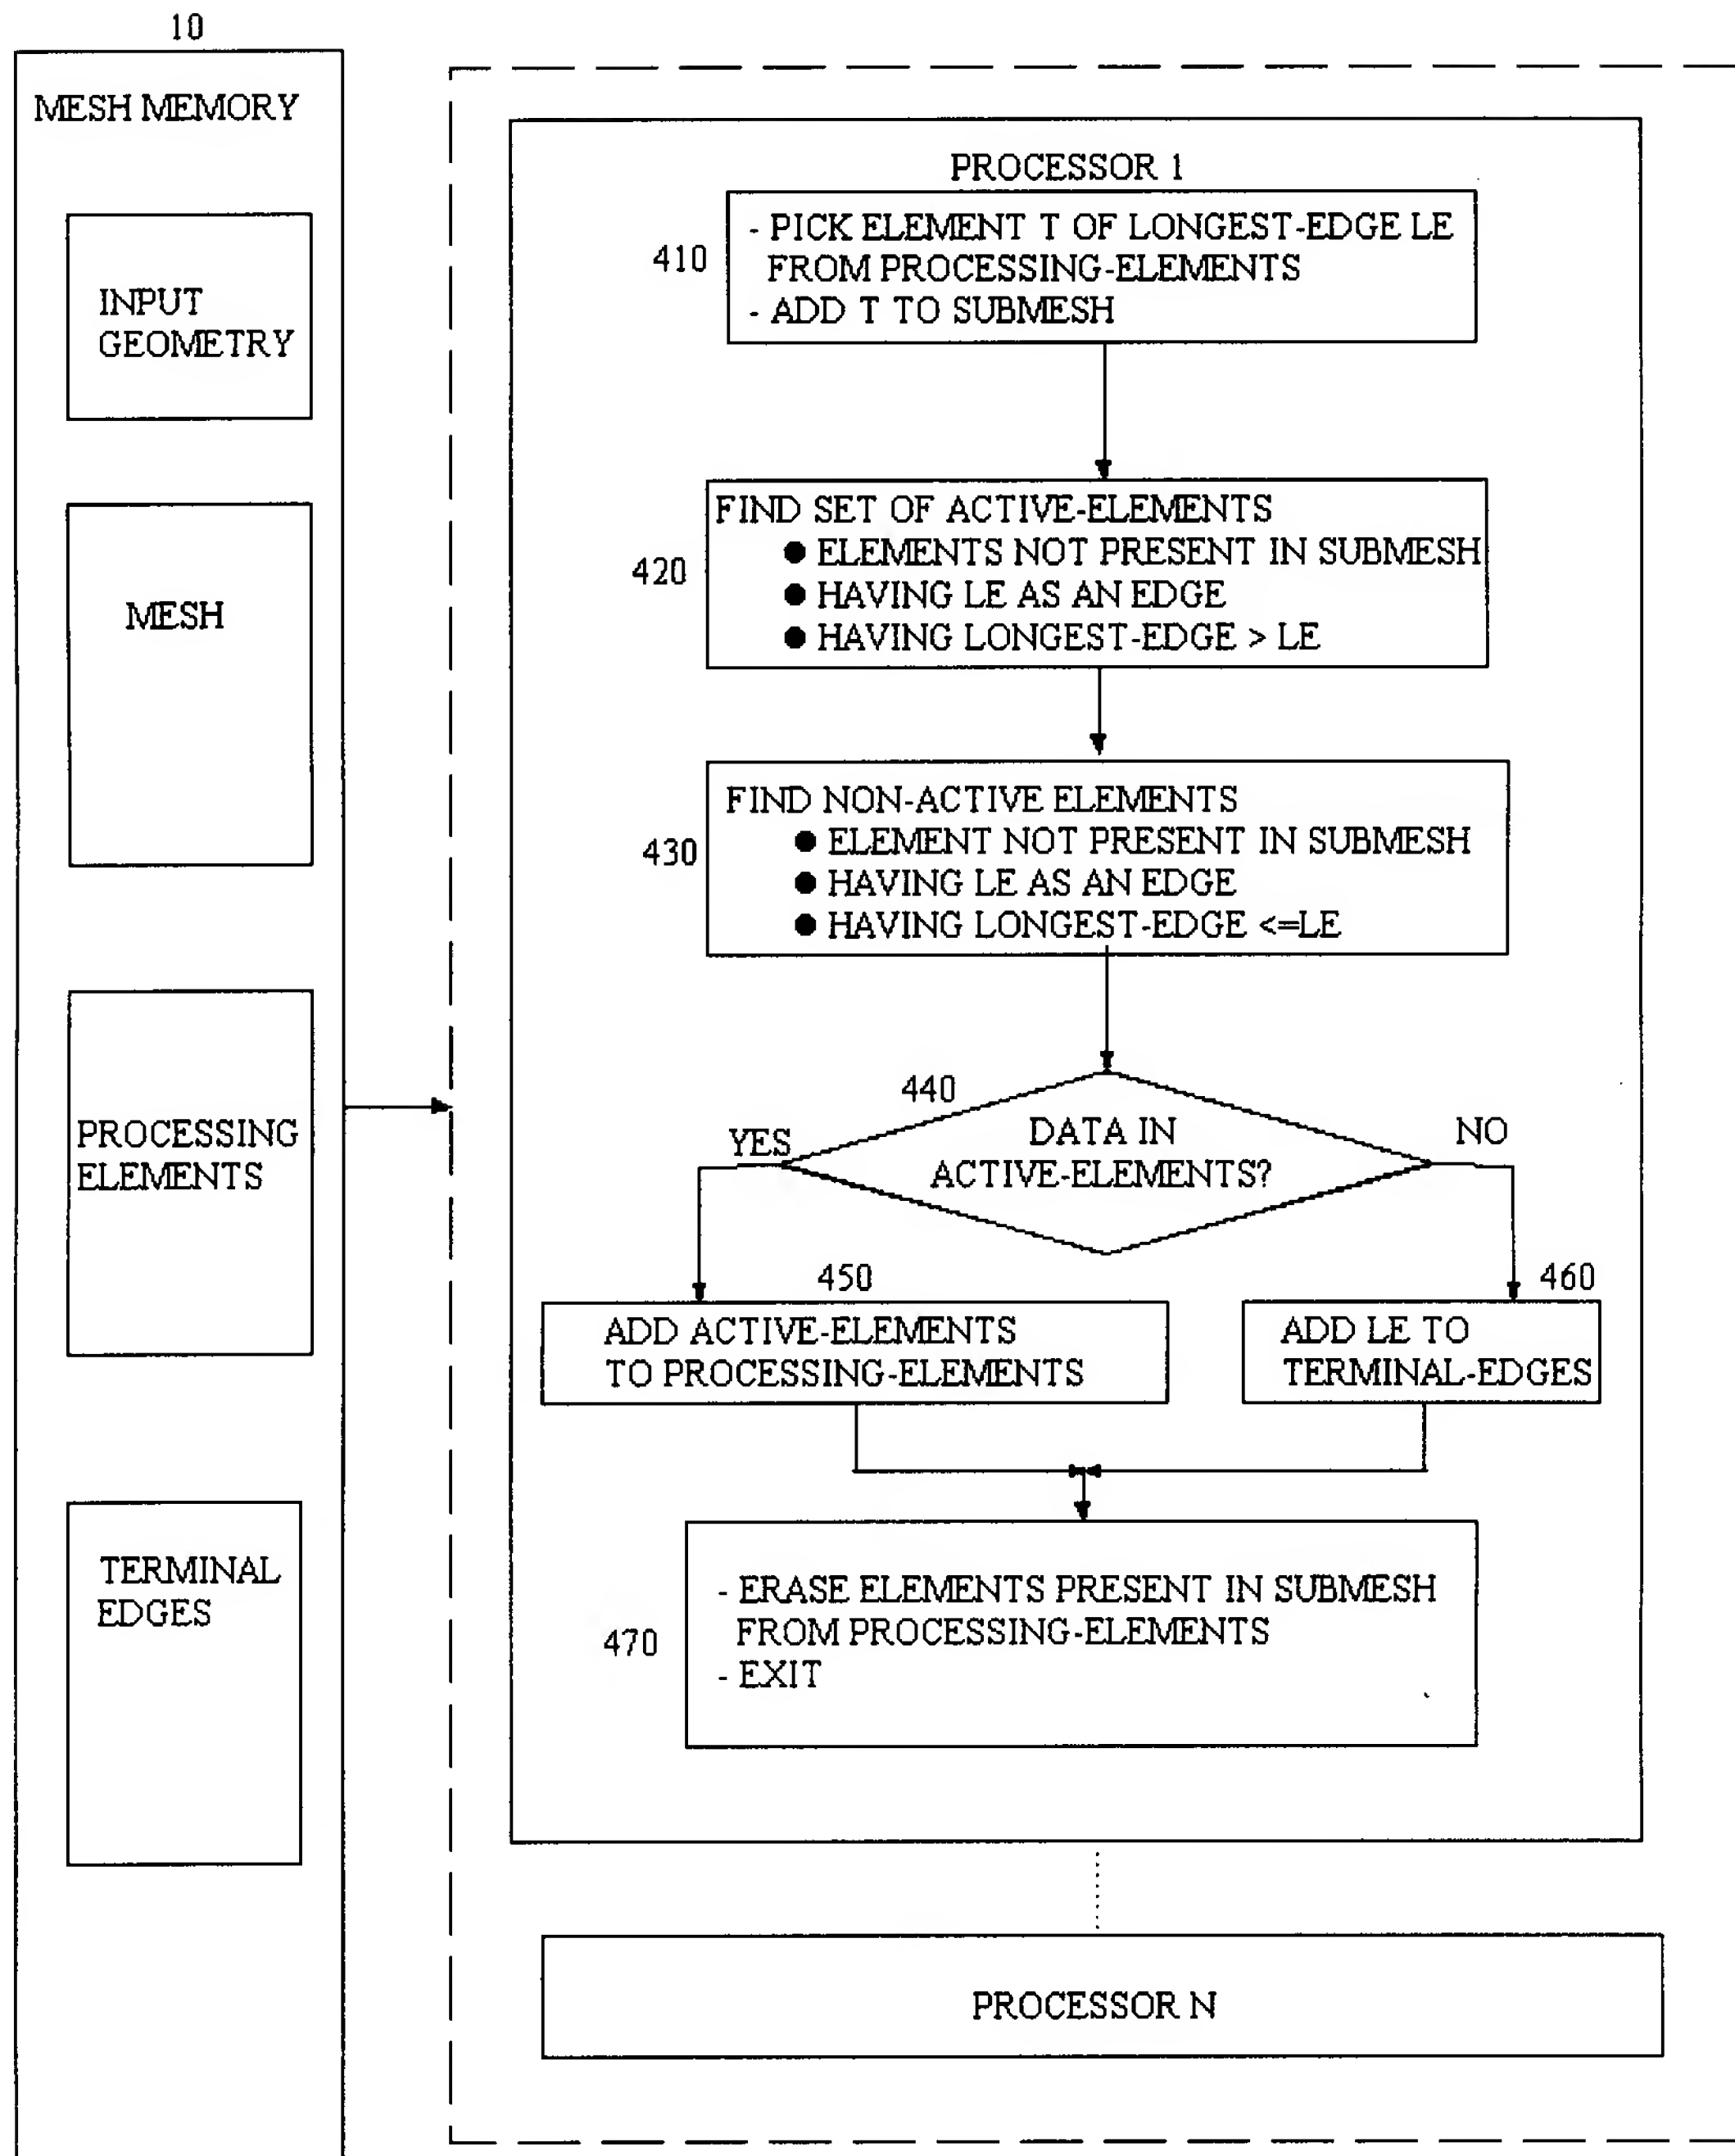 10
MESH MEMORY
INPUT
GEOMETRY
MESH
PROCESSING
ELEMENTS
TERMINAL
EDGES
PROCESSOR 1
410
- PICK ELEMENT T OF LONGEST-EDGE LE
FROM PROCESSING-ELEMENTS
- ADD T TO SUBMESH
420
FIND SET OF ACTIVE-ELEMENTS
● ELEMENTS NOT PRESENT IN SUBMESH
● HAVING LE AS AN EDGE
● HAVING LONGEST-EDGE > LE
430
FIND NON-ACTIVE ELEMENTS
● ELEMENT NOT PRESENT IN SUBMESH
● HAVING LE AS AN EDGE
● HAVING LONGEST-EDGE <=LE
440
YES
DATA IN
ACTIVE-ELEMENTS?
NO
450
ADD ACTIVE-ELEMENTS
TO PROCESSING-ELEMENTS
460
ADD LE TO
TERMINAL-EDGES
470
- ERASE ELEMENTS PRESENT IN SUBMESH
FROM PROCESSING-ELEMENTS
- EXIT
PROCESSOR N